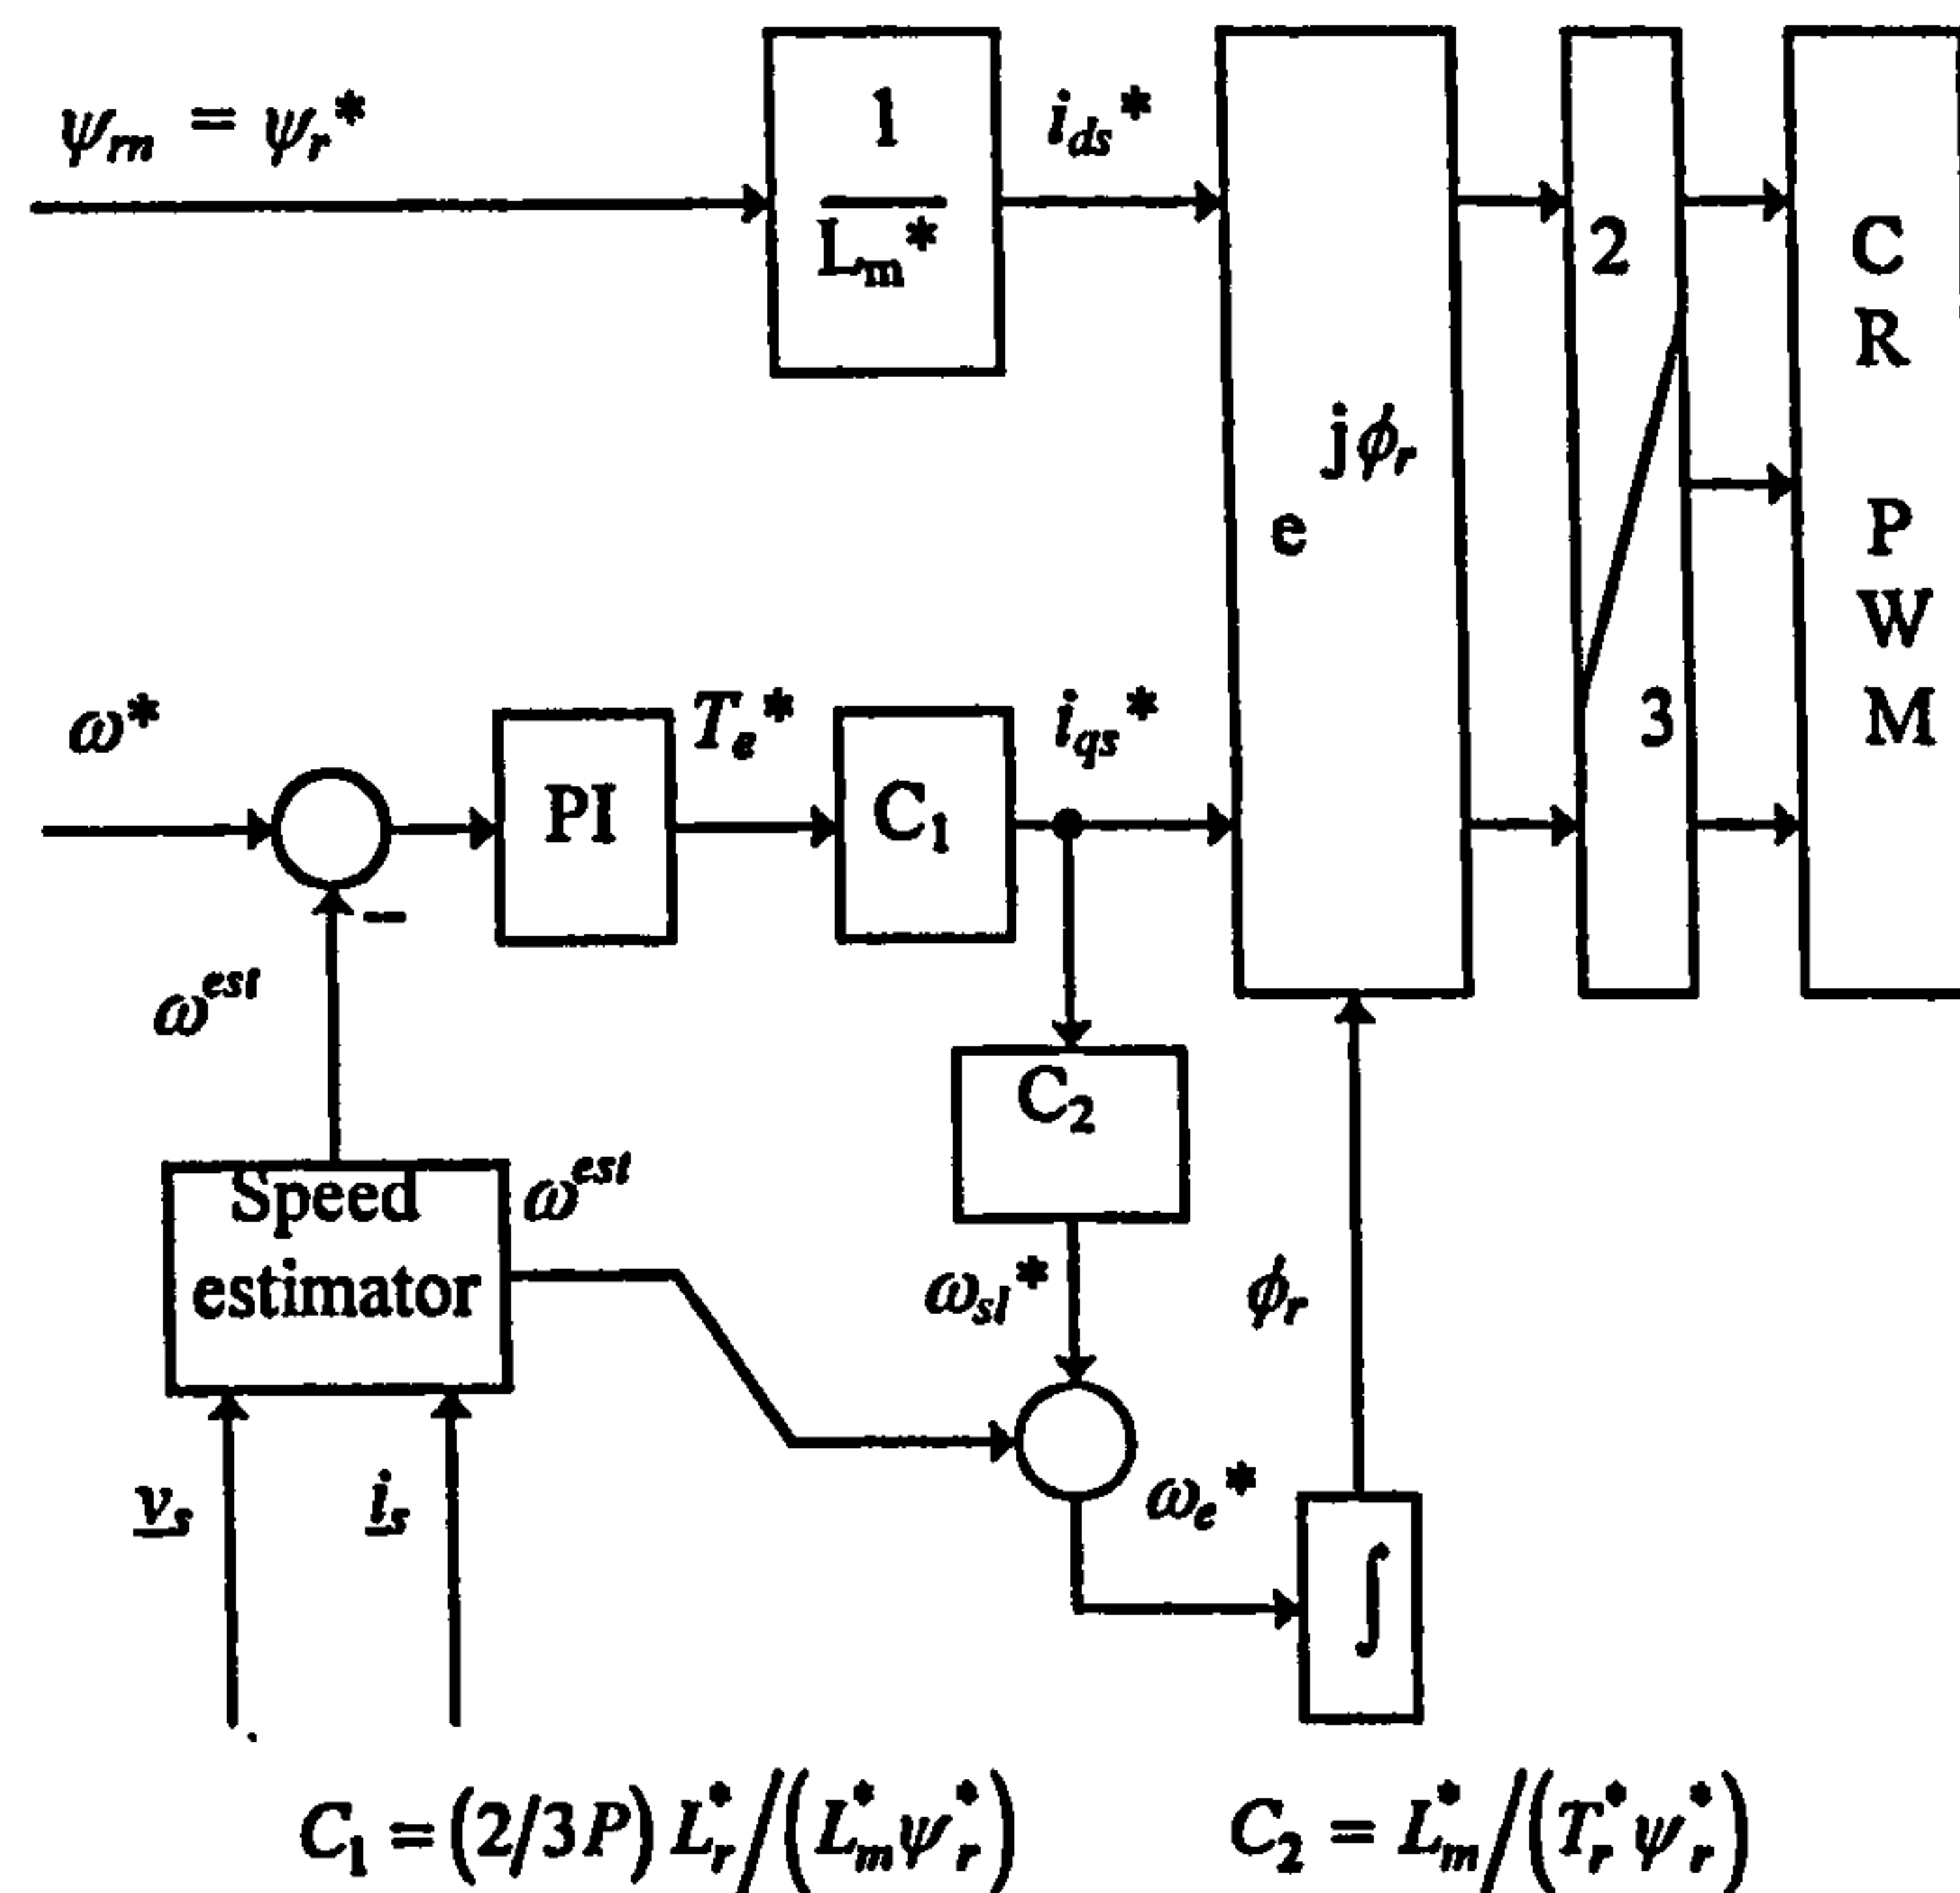 ψm = ψr*
1
Lm*
ids*
e jϕr
2
3
C
R
P
W
M
ω*
PI
Te*
C1
iqs*
ωest
C2
Speed
estimator
ωest
ωsl*
ϕr
vs
is
ωe*
∫
C1 = (2/3P) Lr*/(Lm*ψr*)
C2 = Lm*/(Tr*ψr*)